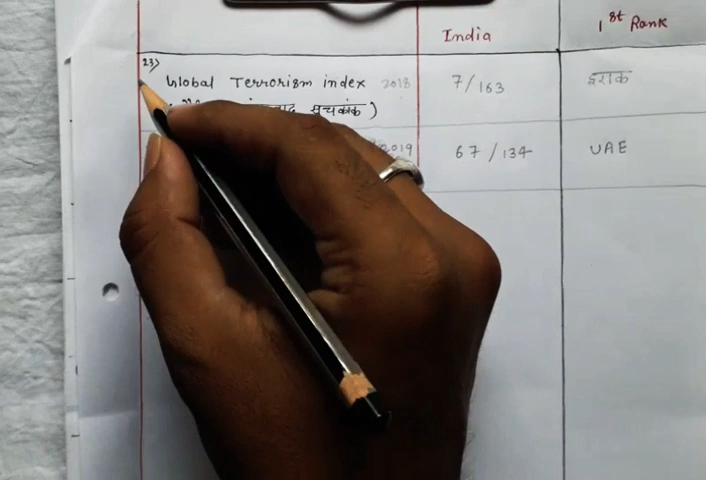 India 1st Rank
23)
Global Terrorism index 2018 7/163 इराक
सूचकांक)
2019 67/134 UAE